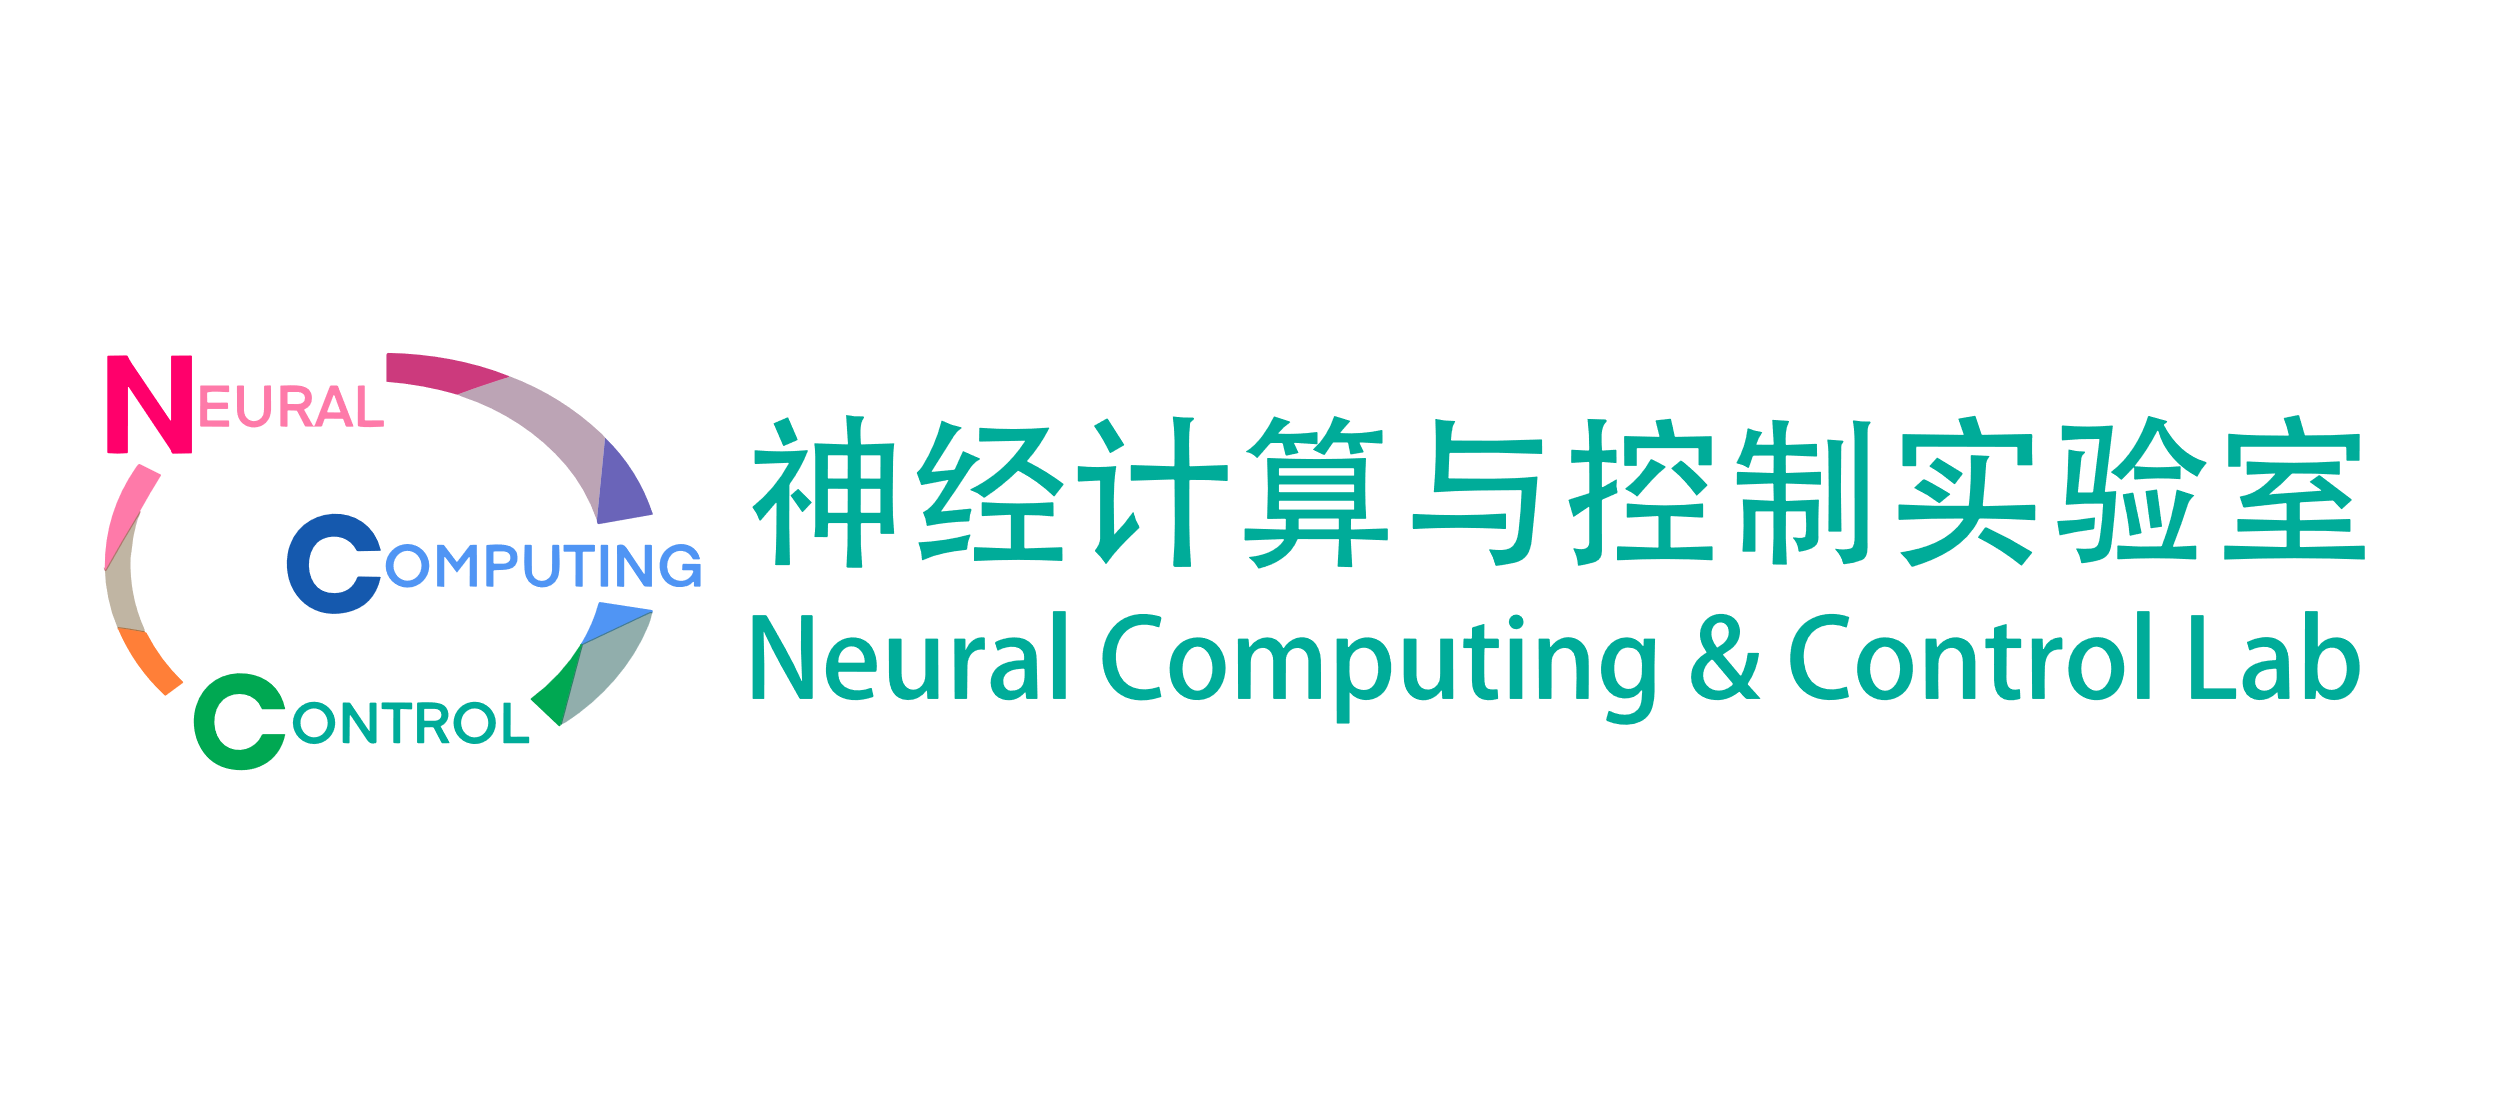 NEURAL
COMPUTING
CONTROL
神经计算与控制实验室
Neural Computing & Control Lab